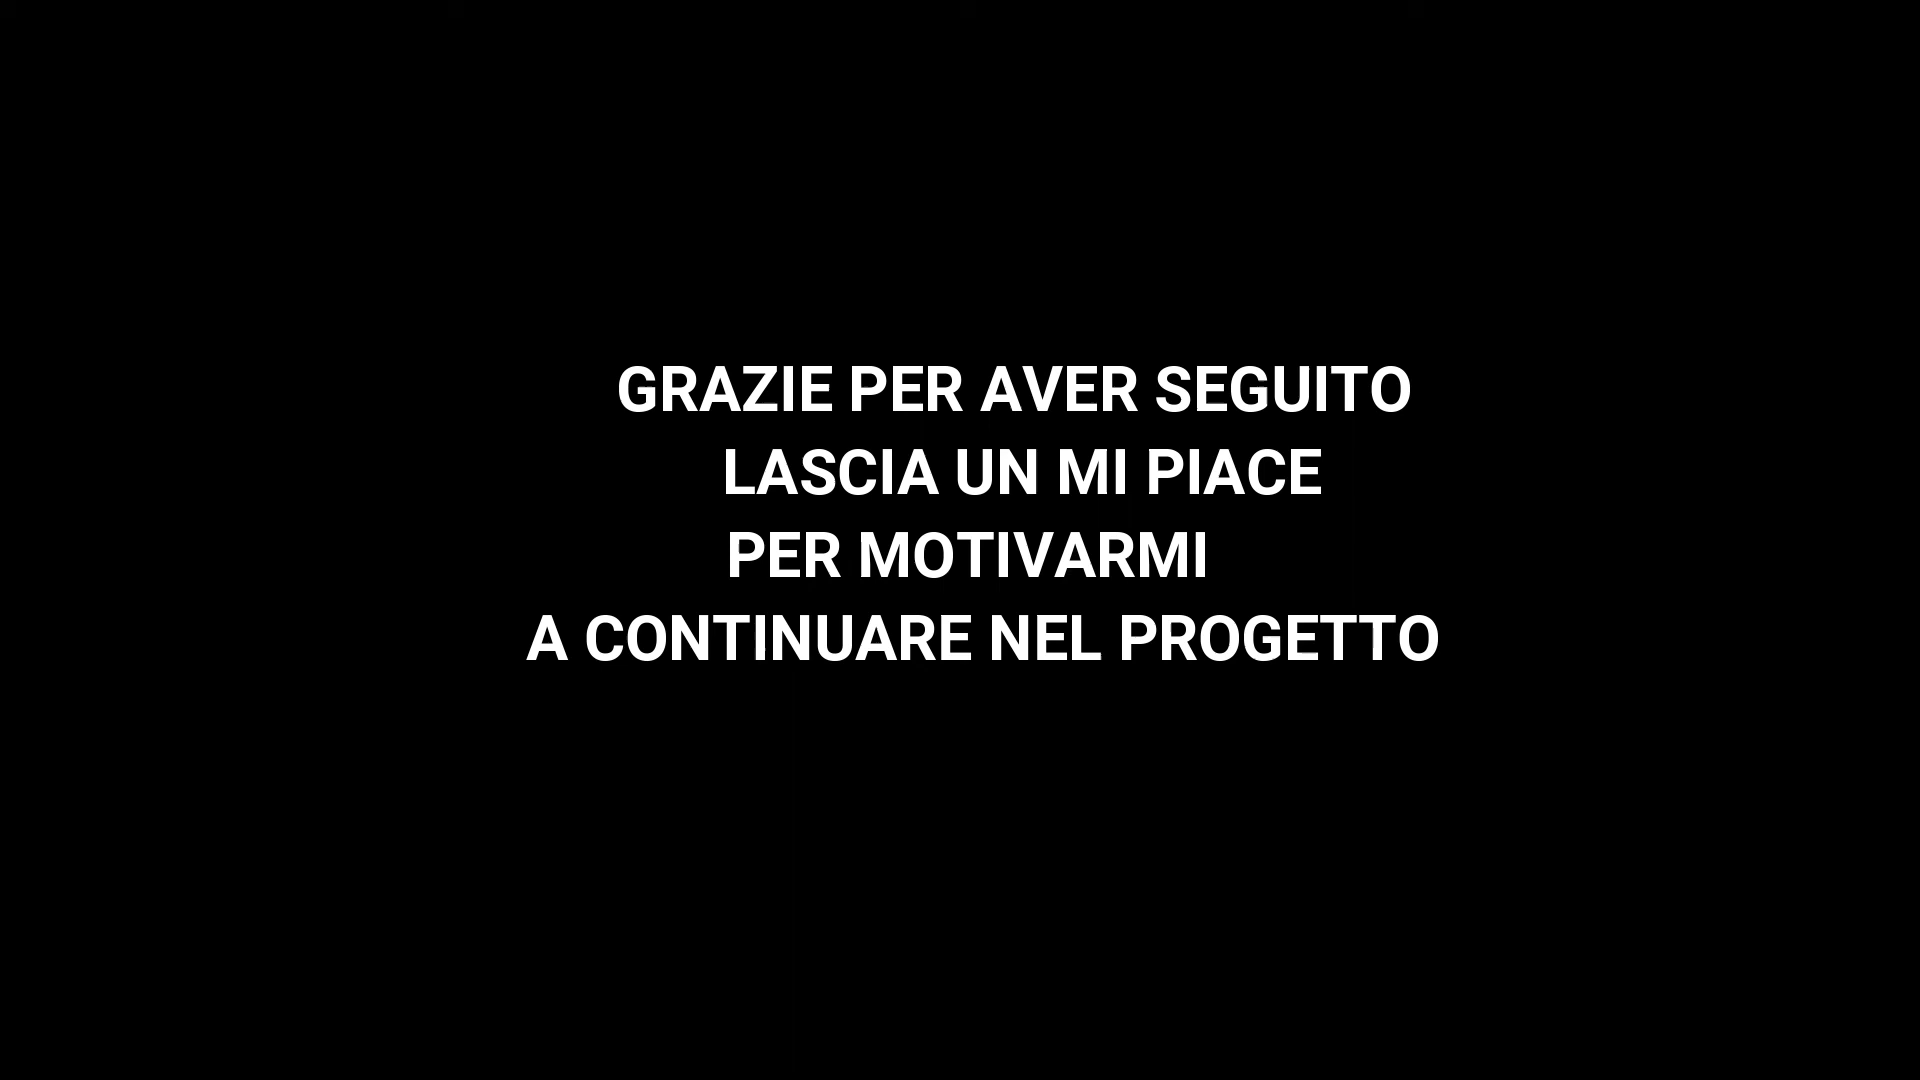 GRAZIE PER AVER SEGUITO
LASCIA UN MI PIACE
PER MOTIVARMI
A CONTINUARE NEL PROGETTO